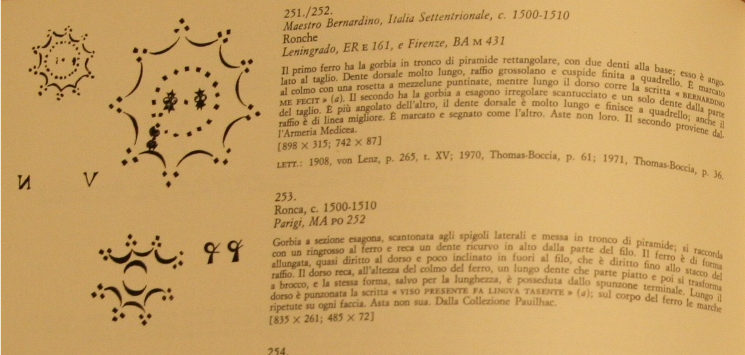 251./252.
Maestro Bernardino, Italia Settentrionale, c. 1500-1510
Ronche
Leningrado, ER E 161, e Firenze, BA M 431
Il primo ferro ha la gorbia in tronco di piramide rettangolare, con due denti alla base; esso è ango-
lato al taglio. Dente dorsale molto lungo, raffio grossolano e cuspide finita a quadrello. È marcato
al colmo con una rosetta a mezzelune puntinate, mentre lungo il dorso corre la scritta « BERNARDINO
ME FECIT » (a). Il secondo ha la gorbia a esagono irregolare scantucciato e un solo dente dalla parte
del taglio. È più angolato dell'altro, il dente dorsale è molto lungo e finisce a quadrello; anche il
raffio è di linea migliore. È marcato e segnato come l'altro. Aste non loro. Il secondo proviene dal-
l'Armeria Medicea.
[898 × 315; 742 × 87]
LETT.: 1908, von Lenz, p. 265, t. XV; 1970, Thomas-Boccia, p. 61; 1971, Thomas-Boccia, p. 36.
И V
253.
Ronca, c. 1500-1510
Parigi, MA PO 252
Gorbia a sezione esagona, scantonata agli spigoli laterali e messa in tronco di piramide; si raccorda
con un ringrosso al ferro e reca un dente ricurvo in alto dalla parte del filo. Il ferro è di forma
allungata, quasi diritto al dorso e poco inclinato in fuori al filo, che è diritto fino allo stacco del
raffio. Il dorso reca, all'altezza del colmo del ferro, un lungo dente che parte piatto e poi si trasforma
a brocco, e la stessa forma, salvo per la lunghezza, è posseduta dallo spunzone terminale. Lungo il
dorso è punzonata la scritta « VISO PRESENTE FA LINGVA TASENTE » (a); sul corpo del ferro le marche
ripetute su ogni faccia. Asta non sua. Dalla Collezione Pauilhac.
[835 × 261; 485 × 72]
254.